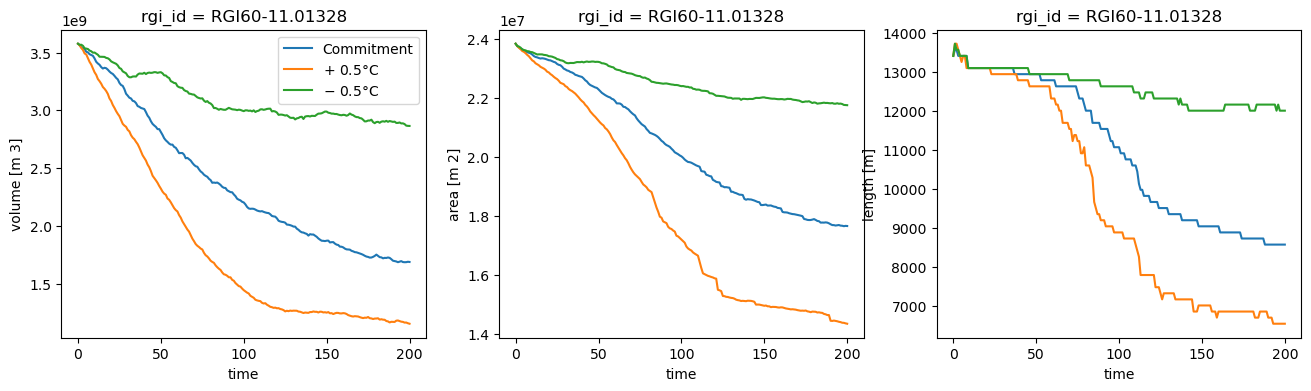 rgi_id = RGI60-11.01328
1e9
volume [m 3]
3.5
3.0
2.5
2.0
1.5
0
50
100
150
200
time
Commitment
+ 0.5°C
− 0.5°C
rgi_id = RGI60-11.01328
1e7
area [m 2]
2.4
2.2
2.0
1.8
1.6
1.4
0
50
100
150
200
time
rgi_id = RGI60-11.01328
length [m]
14000
13000
12000
11000
10000
9000
8000
7000
0
50
100
150
200
time